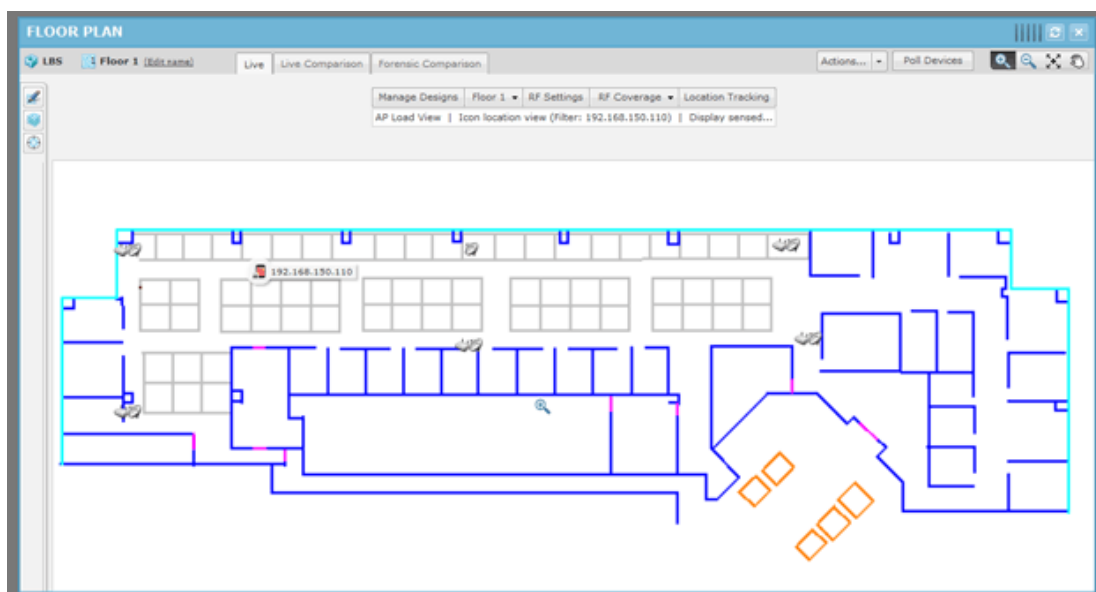 FLOOR PLAN
LBS Floor 1 [Edit name] Live Live Comparison Forensic Comparison Actions... Poll Devices
Manage Designs Floor 1 RF Settings RF Coverage Location Tracking
AP Load View | Icon location view (Filter: 192.168.150.110) | Display sensed...
192.168.150.110